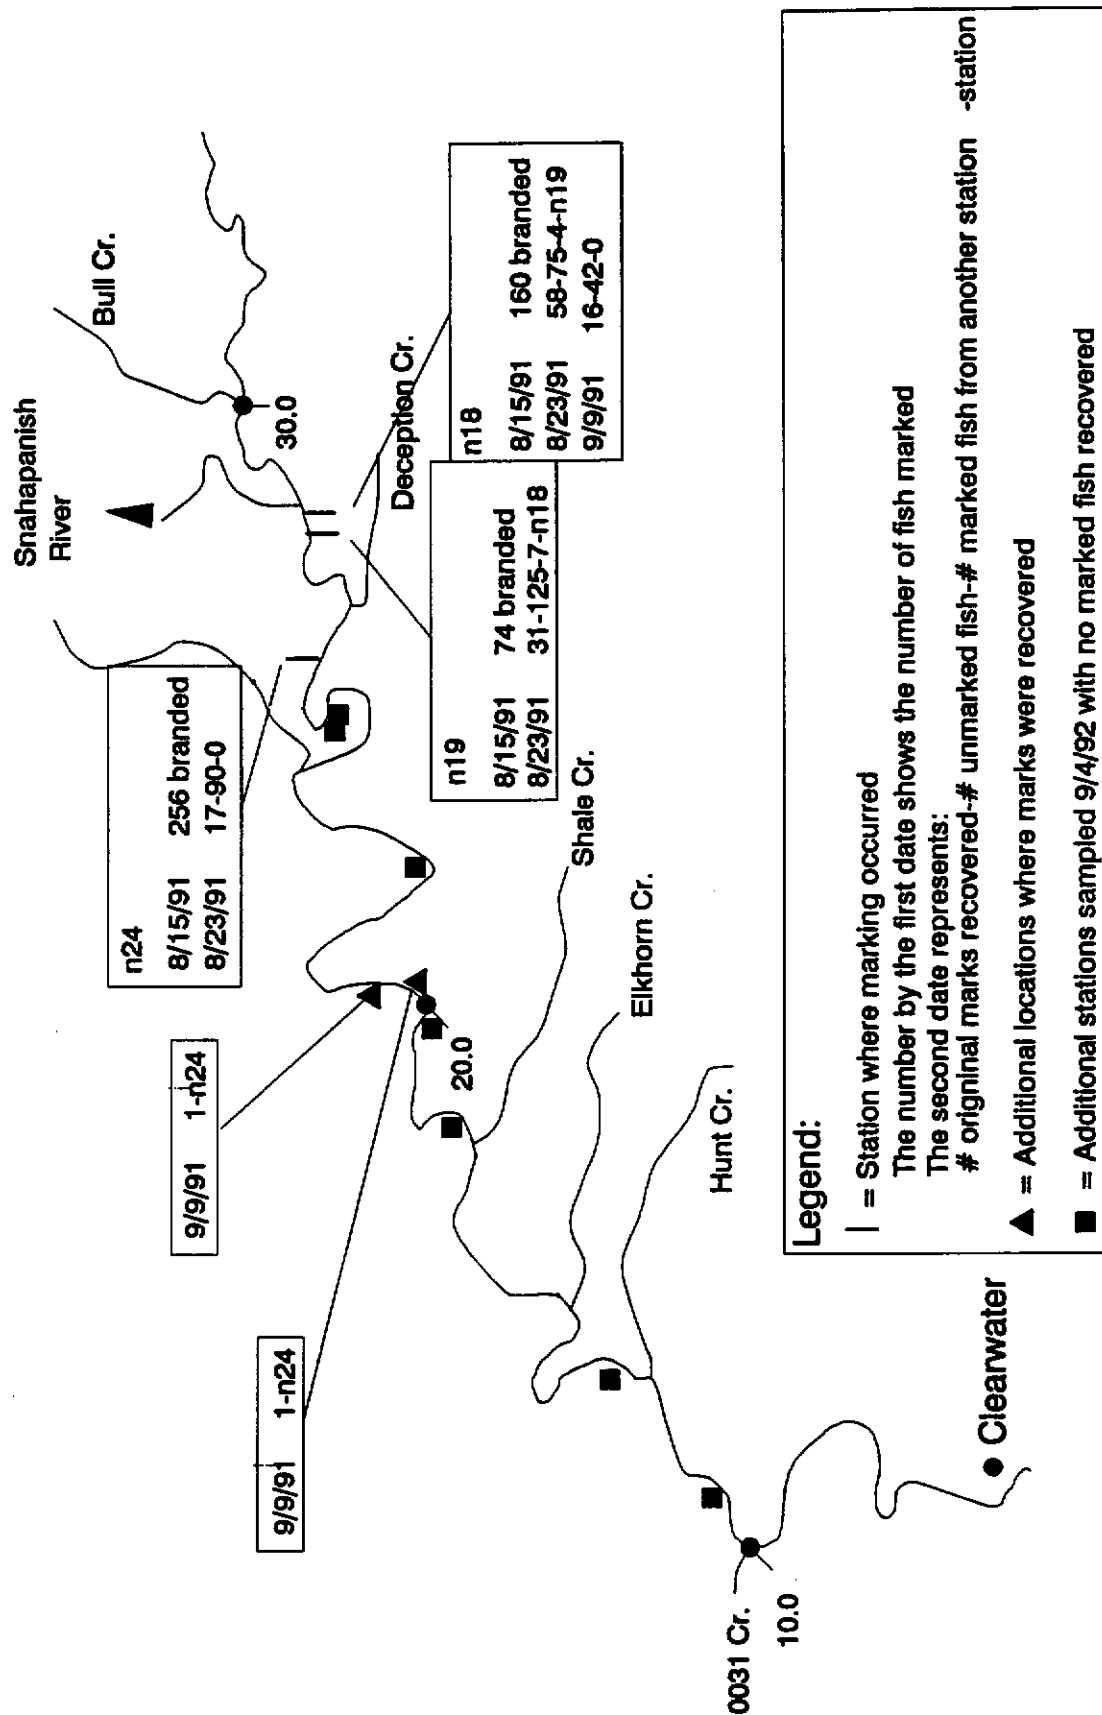 Snahapanish
River
Bull Cr.
30.0
Deception Cr.
n24
8/15/91 256 branded
8/23/91 17-90-0
n18
8/15/91 160 branded
8/23/91 58-75-4-n19
9/9/91 16-42-0
n19
8/15/91 74 branded
8/23/91 31-125-7-n18
9/9/91 1-n24
9/9/91 1-n24
20.0
Shale Cr.
Elkhorn Cr.
Hunt Cr.
0031 Cr.
10.0
Clearwater
Legend:
| = Station where marking occurred
The number by the first date shows the number of fish marked
The second date represents:
# origninal marks recovered-# unmarked fish-# marked fish from another station -station
▲ = Additional locations where marks were recovered
■ = Additional stations sampled 9/4/92 with no marked fish recovered